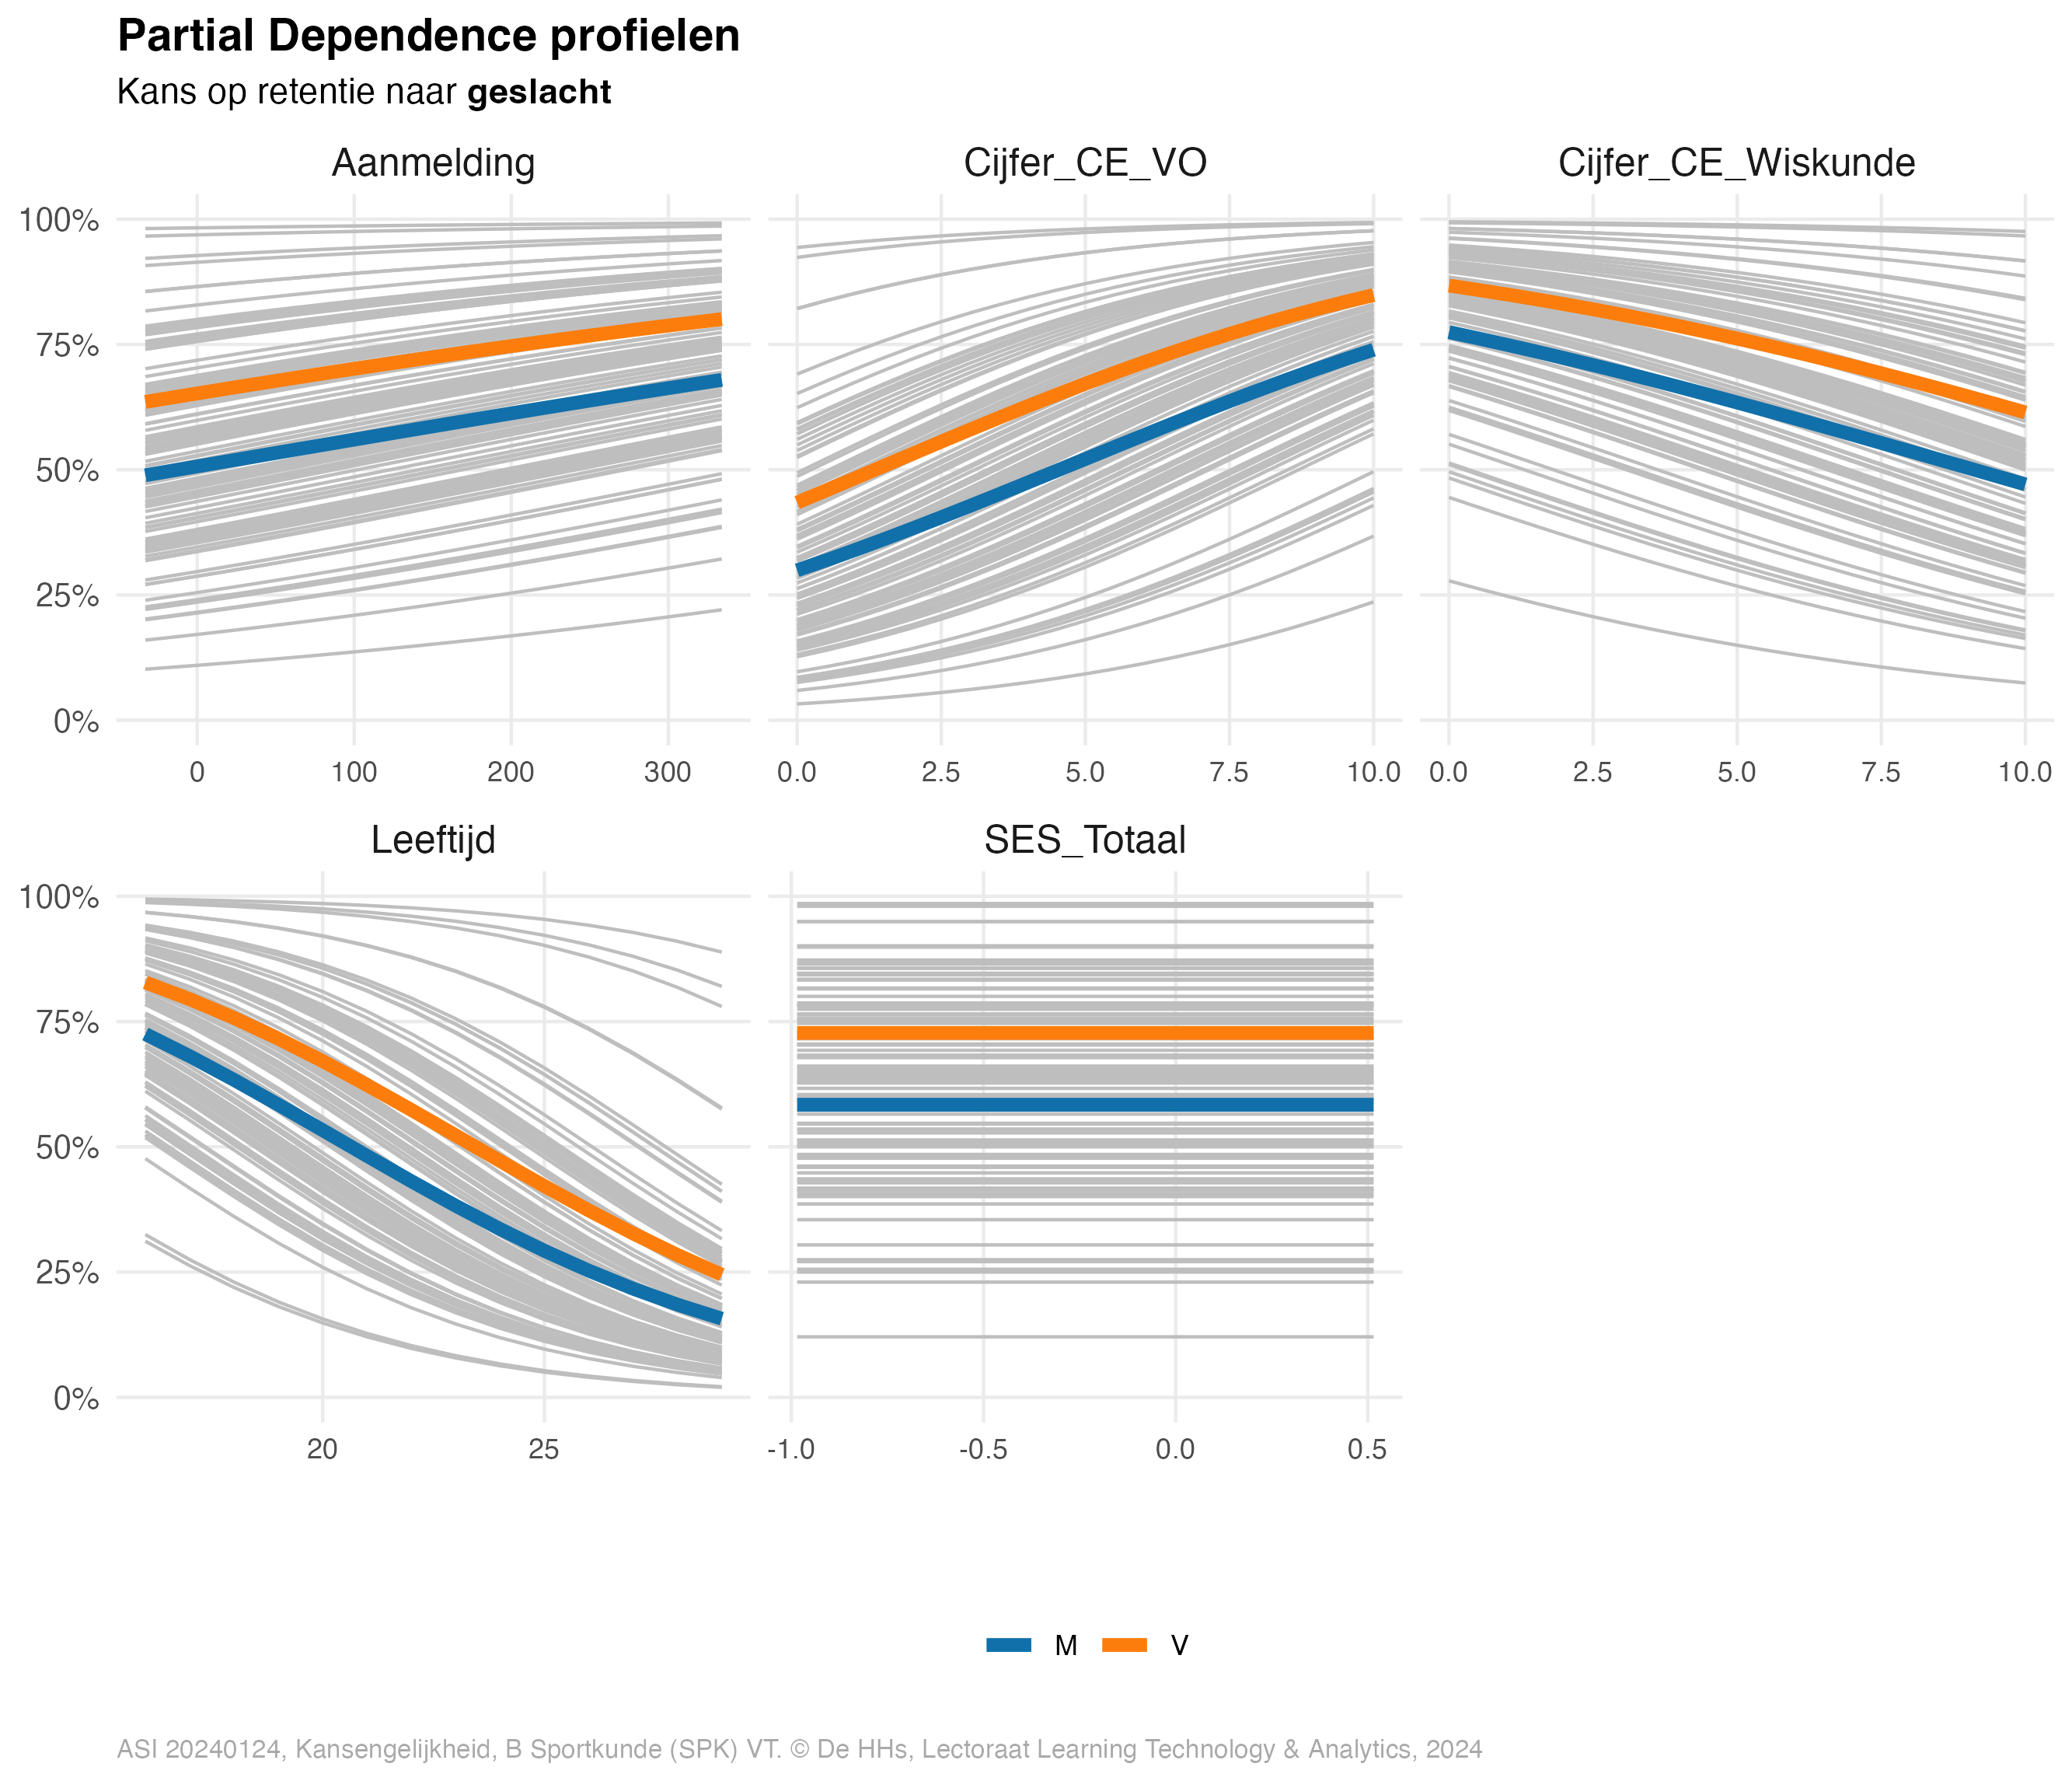 Partial Dependence profielen
Kans op retentie naar geslacht
Aanmelding
Cijfer_CE_VO
Cijfer_CE_Wiskunde
100%
75%
50%
25%
0%
0 100 200 300
0.0 2.5 5.0 7.5 10.0
0.0 2.5 5.0 7.5 10.0
Leeftijd
SES_Totaal
100%
75%
50%
25%
0%
20 25
-1.0 -0.5 0.0 0.5
M V
ASI 20240124, Kansengelijkheid, B Sportkunde (SPK) VT. © De HHs, Lectoraat Learning Technology & Analytics, 2024